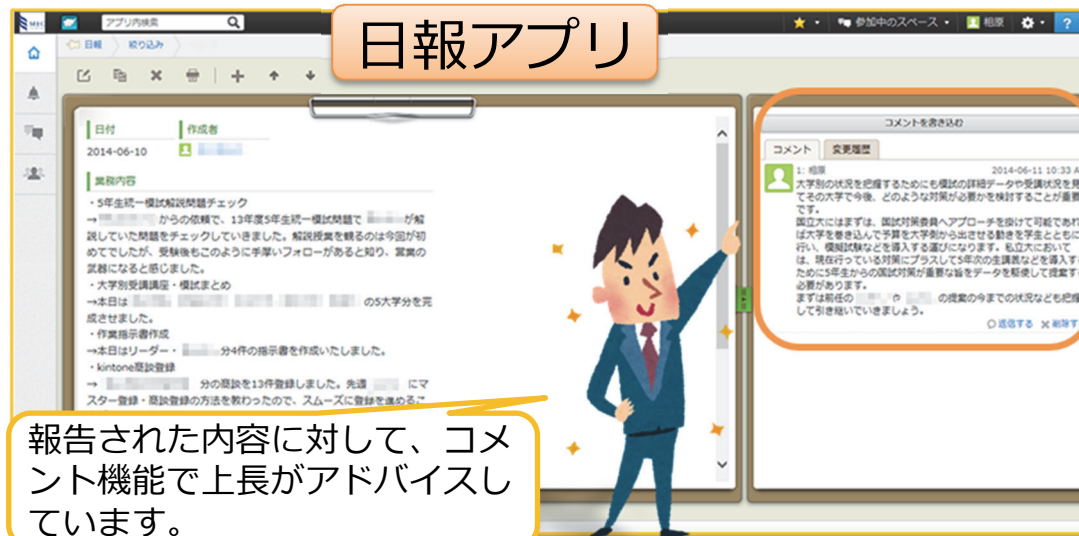 MEC
アプリ内検索
参加中のスペース
相原
?
日報アプリ
日報
絞り込み
日付
作成者
2014-06-10
業務内容
・5年生統一模試解説問題チェック
→ からの依頼で、13年度5年生統一模試問題で が解
説していた問題をチェックしていきました。解説授業を観るのは今回が初
めてでしたが、受験後もこのように手厚いフォローがあると知り、営業の
武器になると感じました。
・大学別受講講座・模試まとめ
→本日は の5大学分を完
成させました。
・作業指示書作成
→本日はリーダー・ 分4件の指示書を作成いたしました。
・kintone商談登録
→ 分の商談を13件登録しました。先週 にマ
スター登録・商談登録の方法を教わったので、スムーズに登録を進めるこ
コメントを書き込む
コメント
変更履歴
1: 相原
2014-06-11 10:33 A
大学別の状況を把握するためにも模試の詳細データや受講状況を見
てその大学で今後、どのような対策が必要かを検討することが重要
です。
国立大にはまずは、国試対策委員へアプローチを掛けて可能であれ
ば大学を巻き込んで予算を大学側から出させる動きを学生とともに
行い、模擬試験などを導入する運びになります。私立大において
は、現在行っている対策にプラスして5年次の生講義などを導入す
ために5年生からの国試対策が重要な旨をデータを駆使して提案す
必要があります。
まずは前任の や の提案の今までの状況なども把握
して引き継いでいきましょう。
返信する
削除す
報告された内容に対して、コメ
ント機能で上長がアドバイスし
ています。